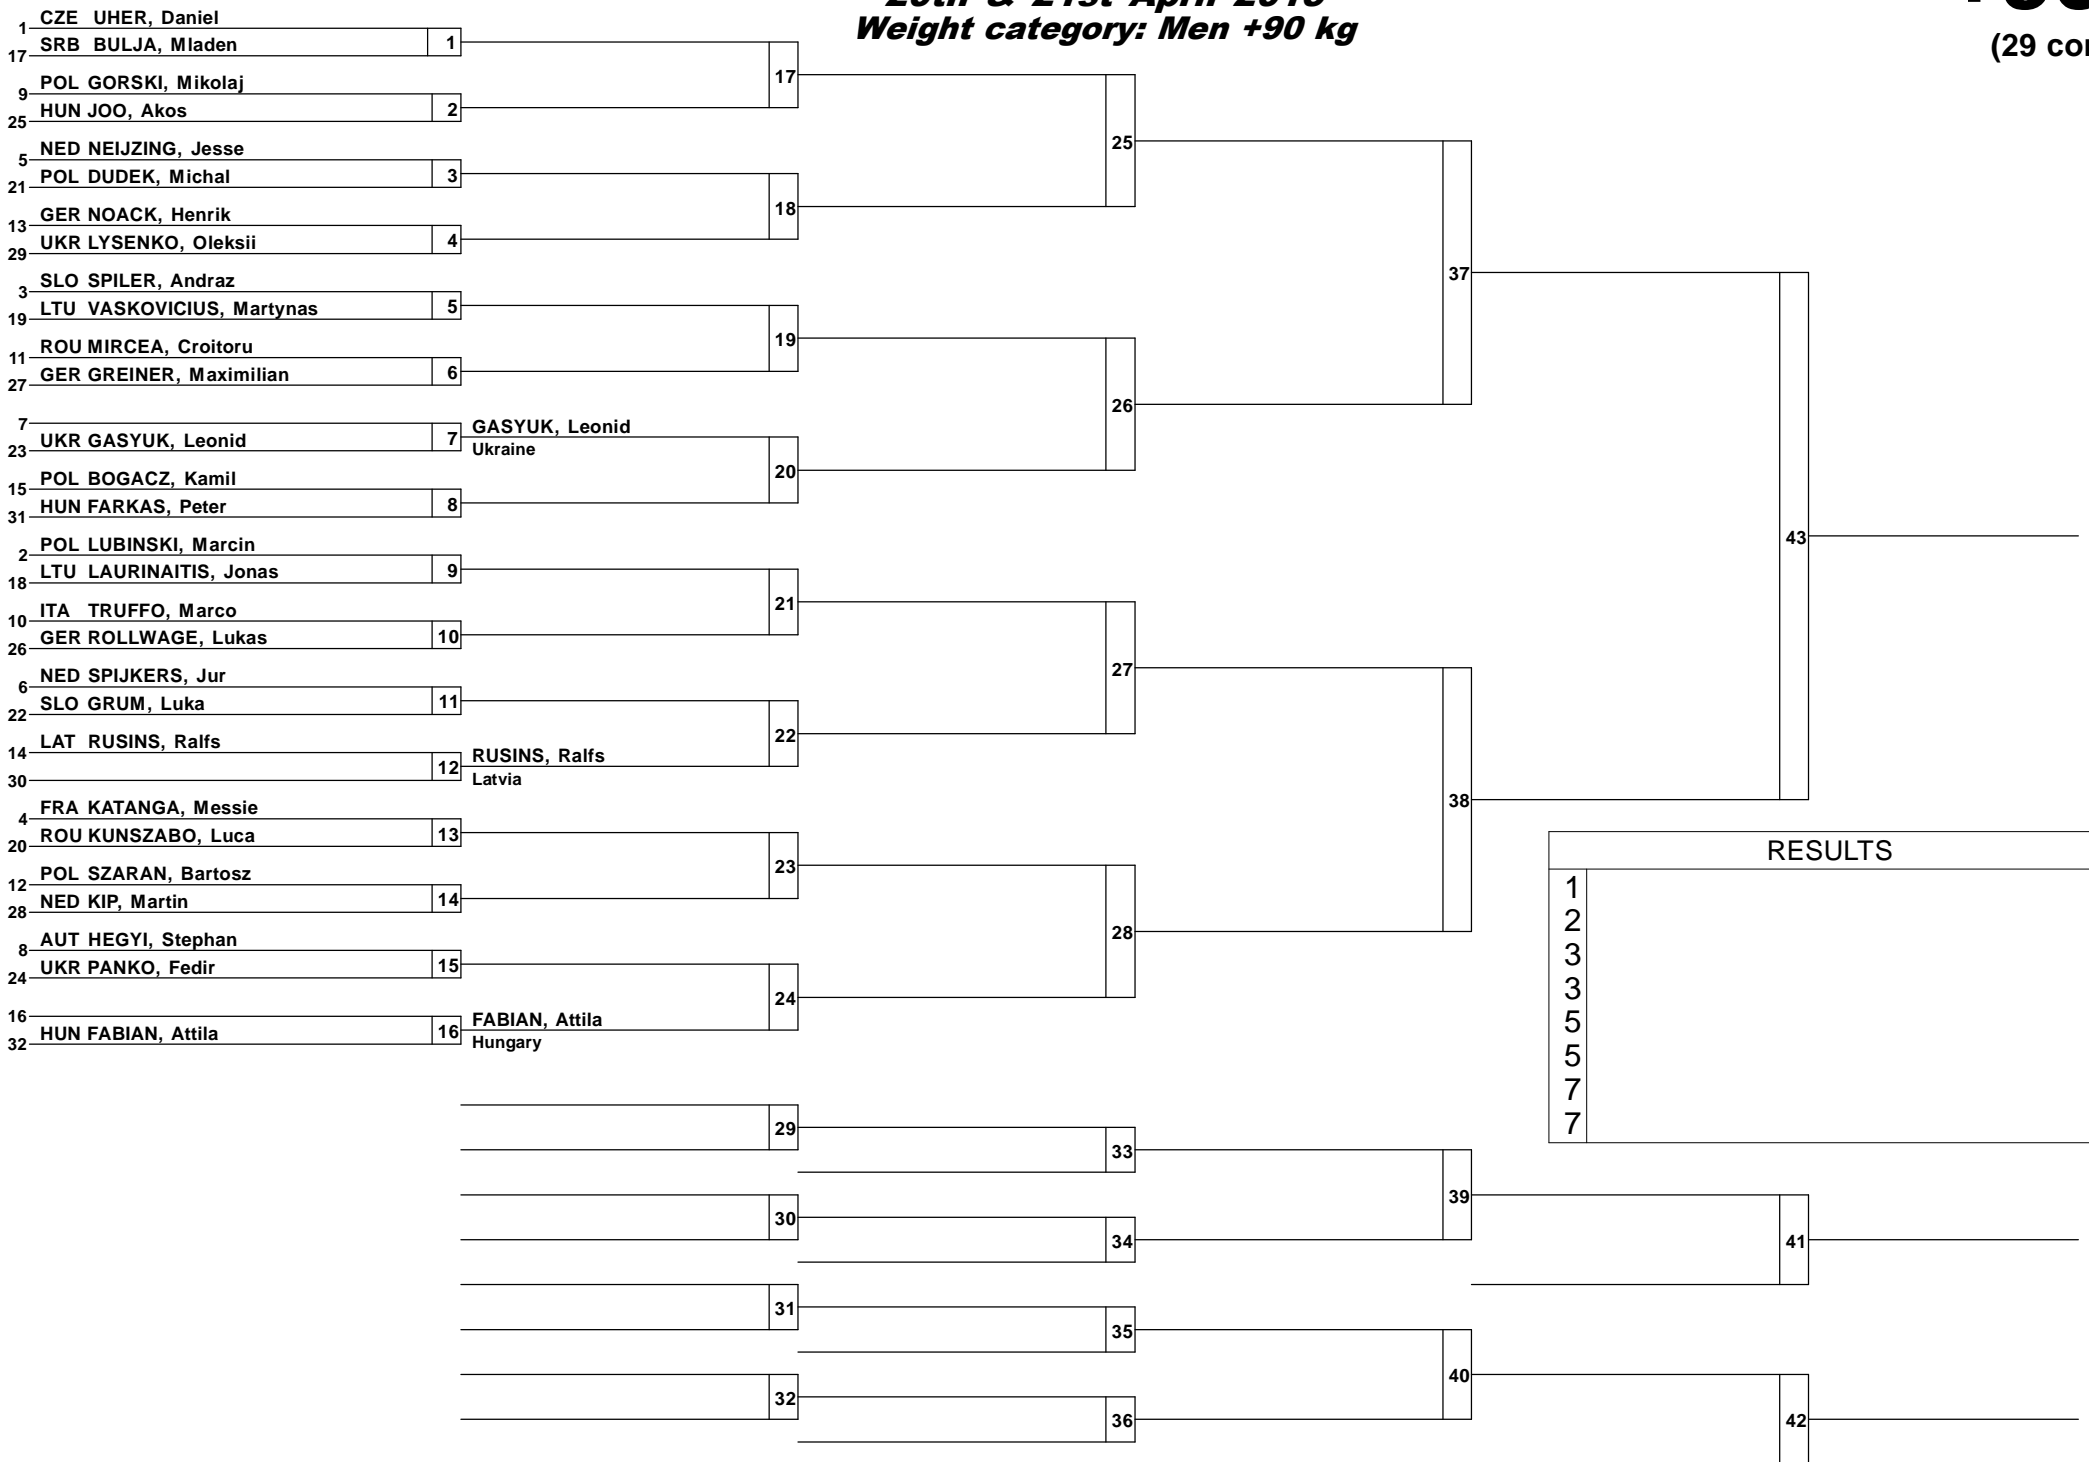 Weight category: Men +90 kg
(29 co
1 CZE UHER, Daniel
17 SRB BULJA, Mladen
1
9 POL GORSKI, Mikolaj
25 HUN JOO, Akos
2
5 NED NEIJZING, Jesse
21 POL DUDEK, Michal
3
13 GER NOACK, Henrik
29 UKR LYSENKO, Oleksii
4
3 SLO SPILER, Andraz
19 LTU VASKOVICIUS, Martynas
5
11 ROU MIRCEA, Croitoru
27 GER GREINER, Maximilian
6
7
23 UKR GASYUK, Leonid
7
GASYUK, Leonid
Ukraine
15 POL BOGACZ, Kamil
31 HUN FARKAS, Peter
8
2 POL LUBINSKI, Marcin
18 LTU LAURINAITIS, Jonas
9
10 ITA TRUFFO, Marco
26 GER ROLLWAGE, Lukas
10
6 NED SPIJKERS, Jur
22 SLO GRUM, Luka
11
14 LAT RUSINS, Ralfs
30
12
RUSINS, Ralfs
Latvia
4 FRA KATANGA, Messie
20 ROU KUNSZABO, Luca
13
12 POL SZARAN, Bartosz
28 NED KIP, Martin
14
8 AUT HEGYI, Stephan
24 UKR PANKO, Fedir
15
16
32 HUN FABIAN, Attila
16
FABIAN, Attila
Hungary
17
18
19
20
21
22
23
24
25
26
27
28
37
38
43
RESULTS
1
2
3
3
5
5
7
7
29
30
31
32
33
34
35
36
39
40
41
42